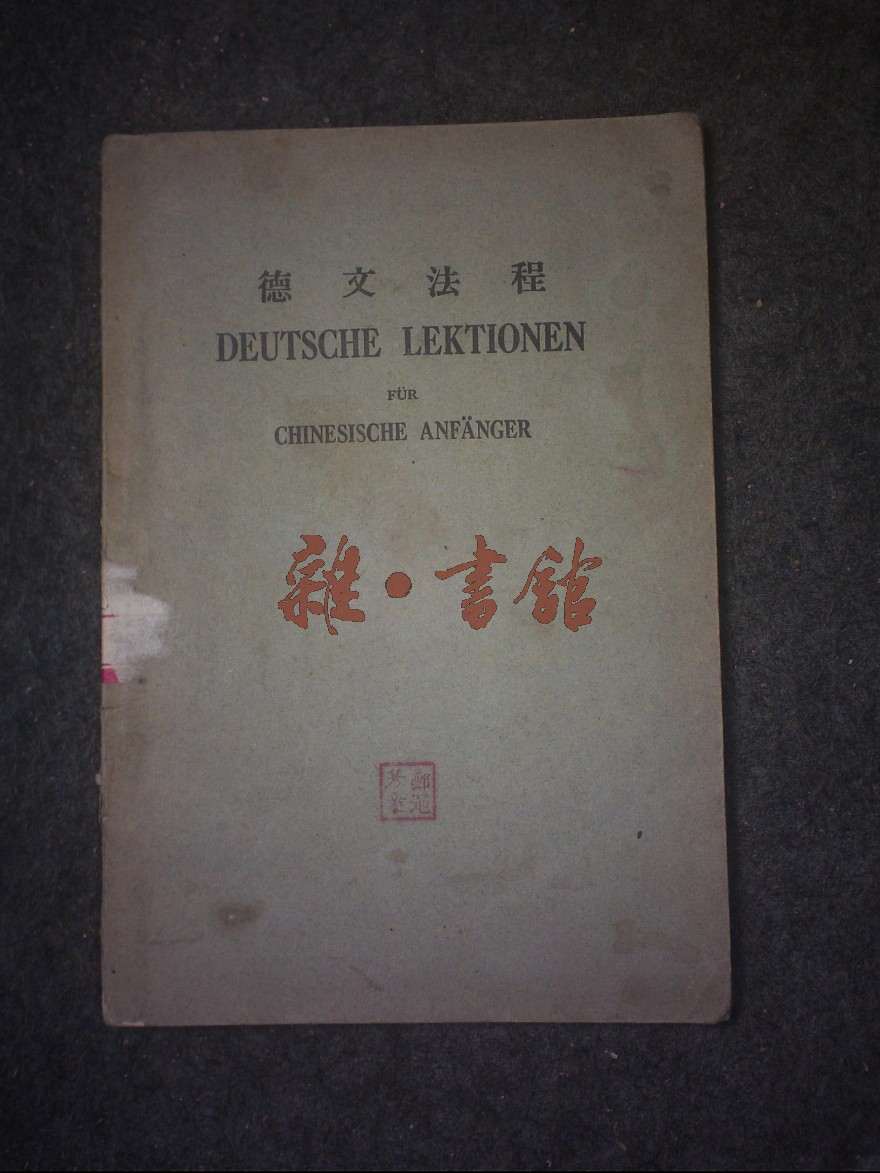 德文法程
DEUTSCHE LEKTIONEN
FÜR
CHINESISCHE ANFÄNGER
雜·書館